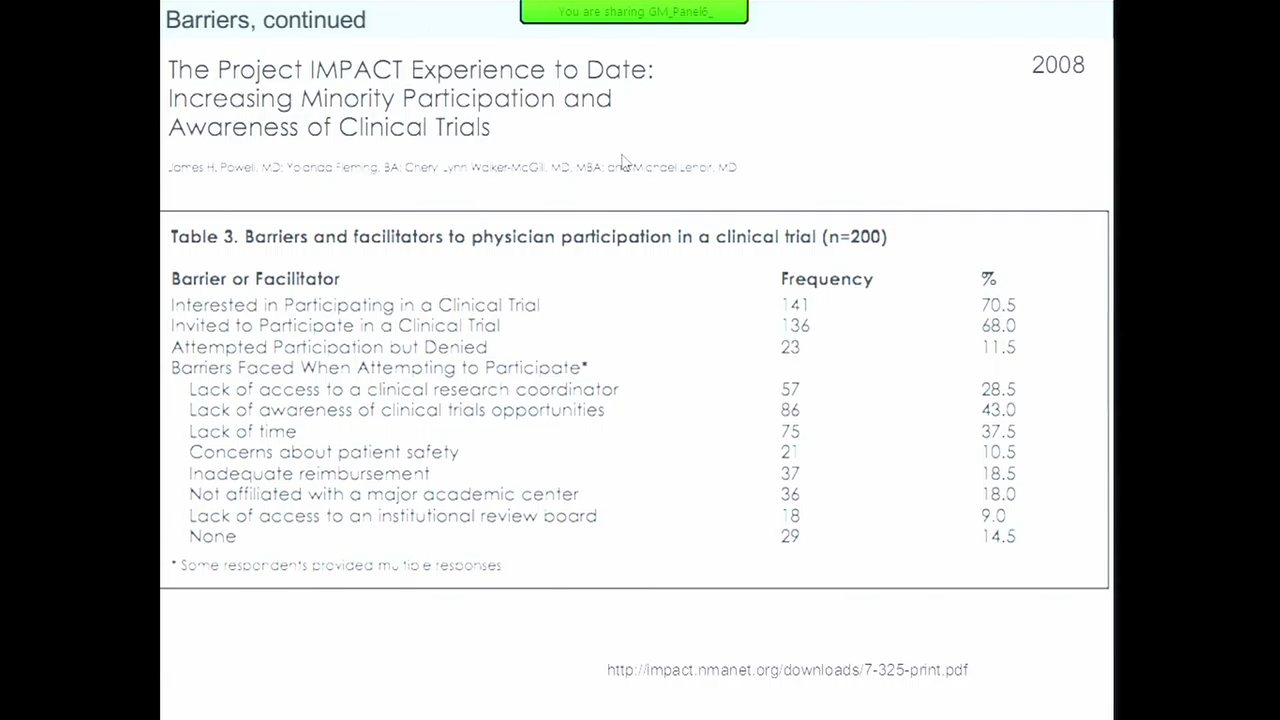 Barriers, continued
You are sharing GM_Panel6_
The Project IMPACT Experience to Date:
Increasing Minority Participation and
Awareness of Clinical Trials
2008
James H. Powell, MD; Yolanda Fleming, BA; Cheryl Lynn Walker-McGill, MD, MBA; and Michael Lenoir, MD
Table 3. Barriers and facilitators to physician participation in a clinical trial (n=200)
Barrier or Facilitator Frequency %
Interested in Participating in a Clinical Trial 141 70.5
Invited to Participate in a Clinical Trial 136 68.0
Attempted Participation but Denied 23 11.5
Barriers Faced When Attempting to Participate*
Lack of access to a clinical research coordinator 57 28.5
Lack of awareness of clinical trials opportunities 86 43.0
Lack of time 75 37.5
Concerns about patient safety 21 10.5
Inadequate reimbursement 37 18.5
Not affiliated with a major academic center 36 18.0
Lack of access to an institutional review board 18 9.0
None 29 14.5
* Some respondents provided multiple responses
http://impact.nmanet.org/downloads/7-325-print.pdf